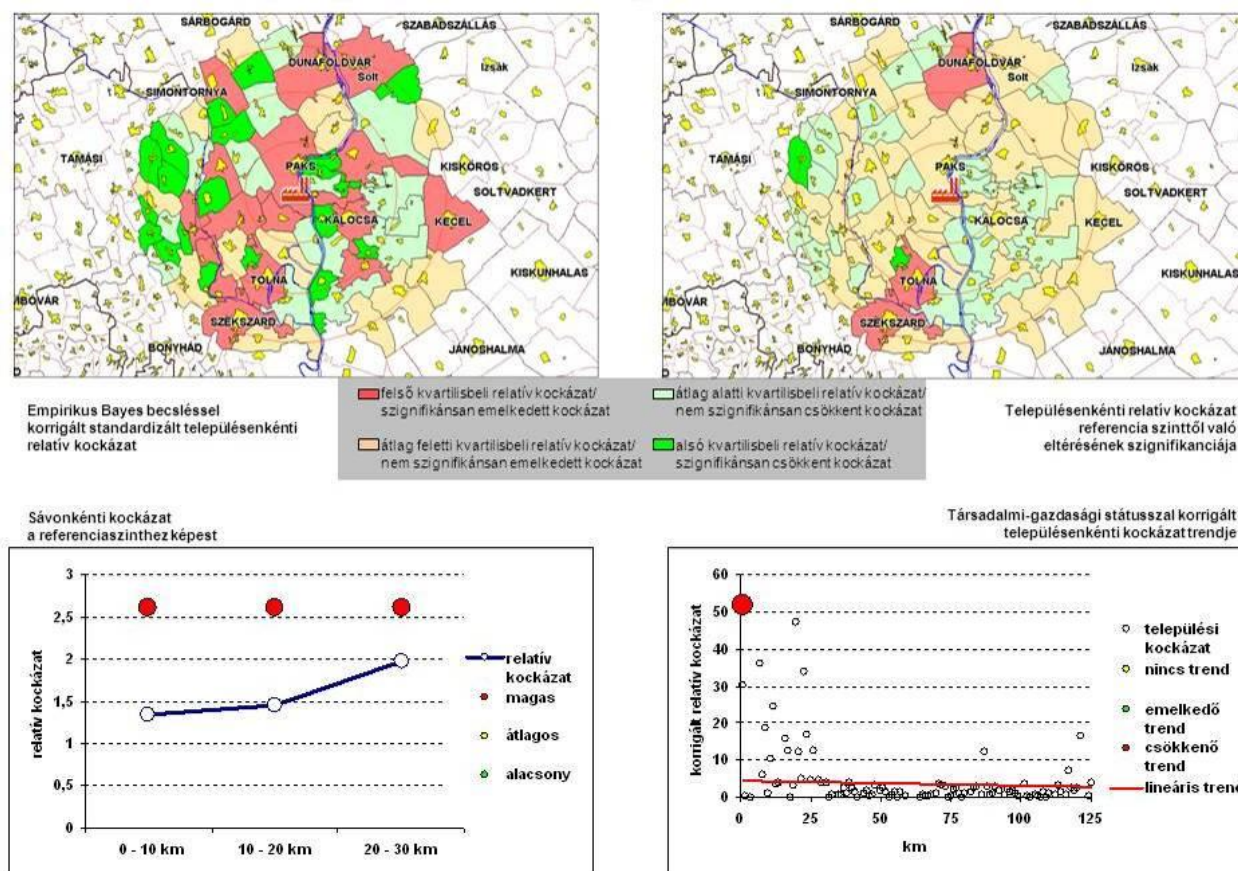 SÁRBOGÁRD
SZABADSZÁLLÁS
DUNAFÖLDVÁR
Solt
Izsák
SIMONTORNYA
TAMÁSI
PAKS
KISKŐRÖS
SOLTVADKERT
KALOCSA
KECEL
TOLNA
KISKUNHALAS
MBÓVÁR
SZEKSZÁRD
BONYHÁD
JÁNOSHALMA
SÁRBOGÁRD
SZABADSZÁLLÁS
DUNAFÖLDVÁR
Solt
Izsák
SIMONTORNYA
TAMÁSI
PAKS
KISKŐRÖS
SOLTVADKERT
KALOCSA
KECEL
TOLNA
KISKUNHALAS
MBÓVÁR
SZEKSZÁRD
BONYHÁD
JÁNOSHALMA
Empirikus Bayes becsléssel
korrigált standardizált településenkénti
relatív kockázat
felső kvartilisbeli relatív kockázat/
szignifikánsan emelkedett kockázat
átlag feletti kvartilisbeli relatív kockázat/
nem szignifikánsan emelkedett kockázat
átlag alatti kvartilisbeli relatív kockázat/
nem szignifikánsan csökkent kockázat
alsó kvartilisbeli relatív kockázat/
szignifikánsan csökkent kockázat
Településenkénti relatív kockázat
referencia szinttől való
eltérésének szignifikanciája
Sávonkénti kockázat
a referenciaszinthez képest
3
2,5
2
1,5
1
0,5
0
relatív kockázat
0 - 10 km
10 - 20 km
20 - 30 km
relatív
kockázat
magas
átlagos
alacsony
Társadalmi-gazdasági státusszal korrigált
településenkénti kockázat trendje
60
50
40
30
20
10
0
korrigált relatív kockázat
0
25
50
75
100
125
km
települési
kockázat
nincs trend
emelkedő
trend
csökkenő
trend
lineáris trend